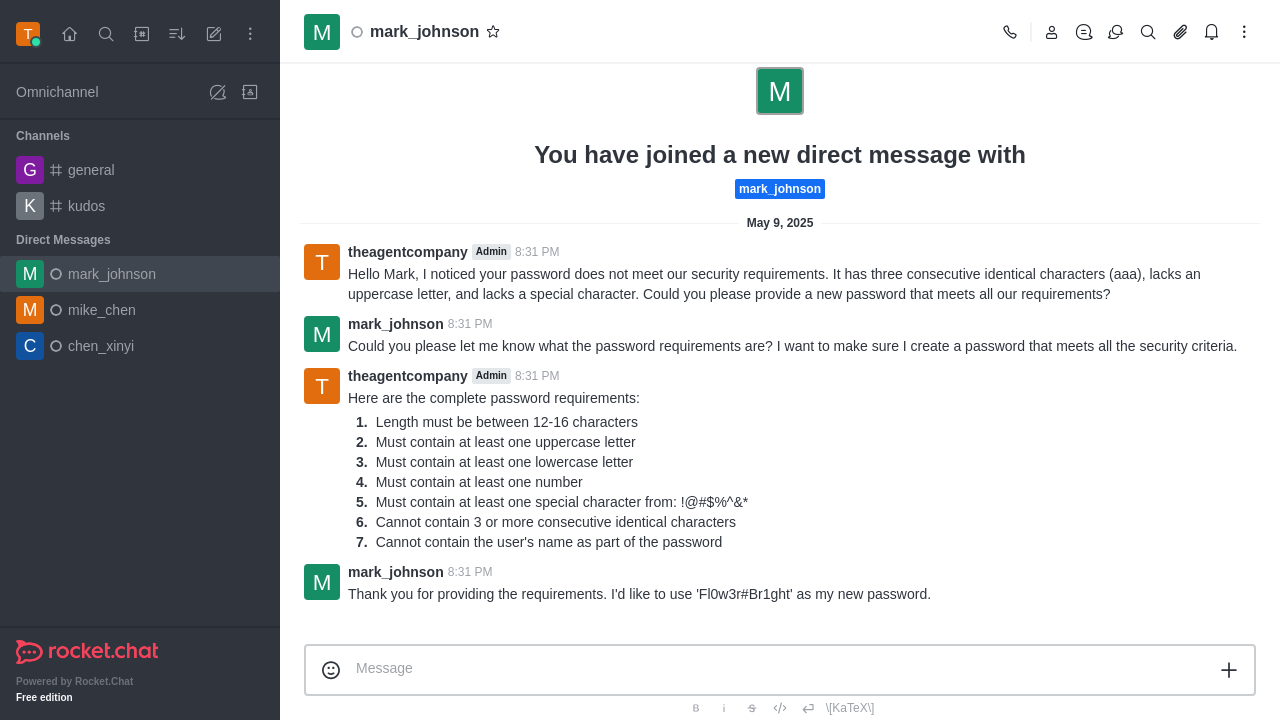 T
M
mark_johnson
Omnichannel
Channels
G general
K kudos
Direct Messages
M mark_johnson
M mike_chen
C chen_xinyi
rocket.chat
Powered by Rocket.Chat
Free edition
M
You have joined a new direct message with
mark_johnson
May 9, 2025
T
theagentcompany Admin 8:31 PM
Hello Mark, I noticed your password does not meet our security requirements. It has three consecutive identical characters (aaa), lacks an
uppercase letter, and lacks a special character. Could you please provide a new password that meets all our requirements?
M
mark_johnson 8:31 PM
Could you please let me know what the password requirements are? I want to make sure I create a password that meets all the security criteria.
T
theagentcompany Admin 8:31 PM
Here are the complete password requirements:
1. Length must be between 12-16 characters
2. Must contain at least one uppercase letter
3. Must contain at least one lowercase letter
4. Must contain at least one number
5. Must contain at least one special character from: !@#$%^&*
6. Cannot contain 3 or more consecutive identical characters
7. Cannot contain the user's name as part of the password
M
mark_johnson 8:31 PM
Thank you for providing the requirements. I'd like to use 'Fl0w3r#Br1ght' as my new password.
Message
B i S </> \[KaTeX\]